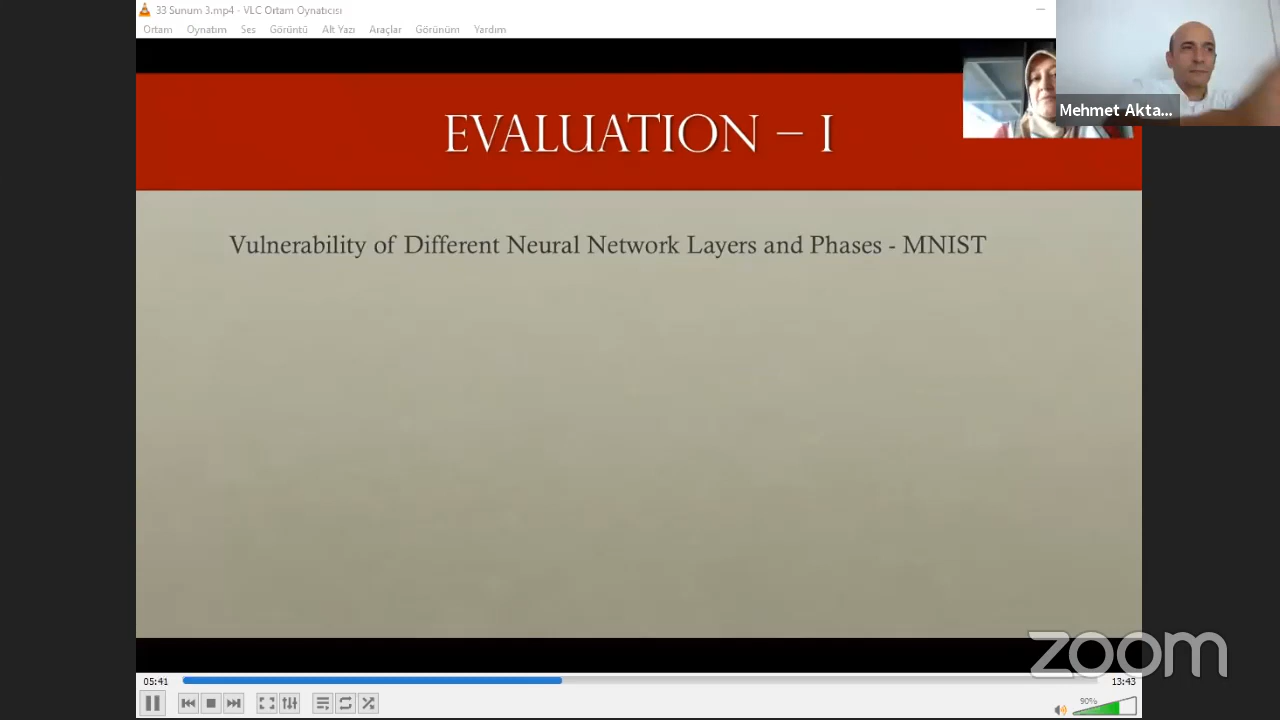 33 Sunum 3.mp4 - VLC Ortam Oynatıcısı
Ortam Oynatım Ses Görüntü Alt Yazı Araçlar Görünüm Yardım
Mehmet Akta...
EVALUATION – I
Vulnerability of Different Neural Network Layers and Phases - MNIST
zoom
05:41
13:43
90%